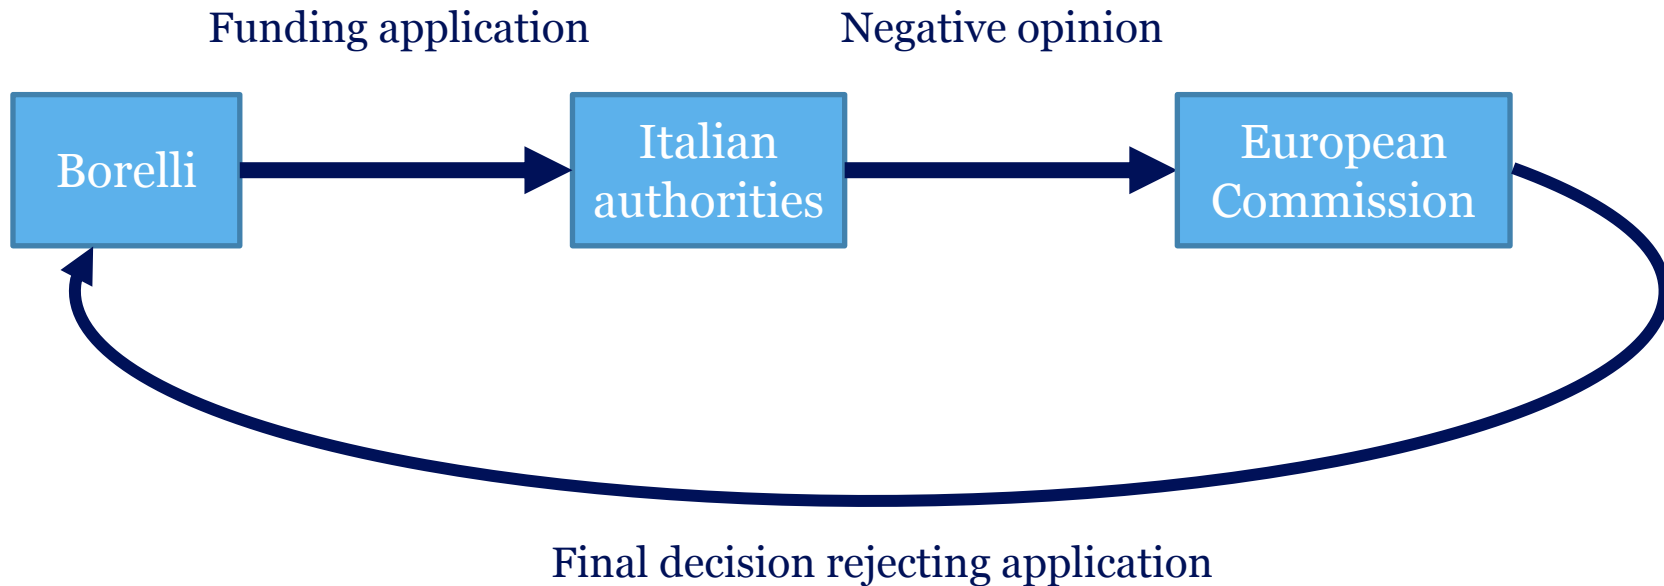 Funding application
Negative opinion
Borelli
Italian
authorities
European
Commission
Final decision rejecting application